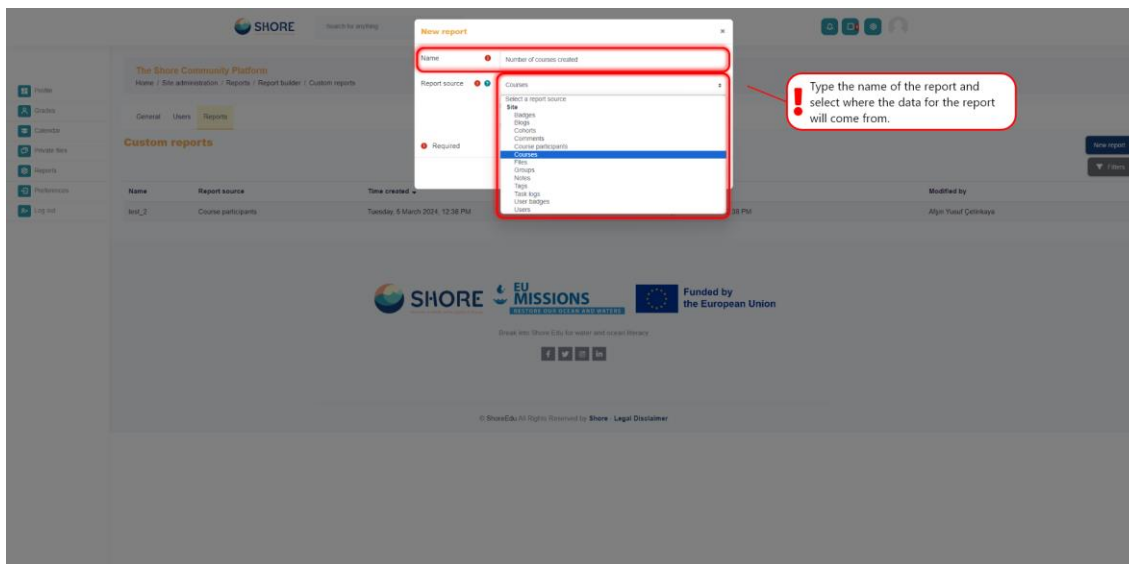 SHORE
Search for anything
New report
×
Name
Number of courses created
Report source
Courses
Select a report source
Site
Badges
Blogs
Cohorts
Comments
Course participants
Courses
Files
Groups
Notes
Tags
Task logs
User badges
Users
Required
Type the name of the report and
select where the data for the report
will come from.
The Shore Community Platform
Home / Site administration / Reports / Report builder / Custom reports
Profile
Grades
Calendar
Private files
Reports
Preferences
Log out
General Users Reports
Custom reports
New report
Filters
Name Report source Time created Modified by
test_2 Course participants Tuesday, 5 March 2024, 12:38 PM 38 PM Afşin Yusuf Çetinkaya
SHORE
EU
MISSIONS
RESTORE OUR OCEAN AND WATERS
Funded by
the European Union
Break into Shore Edu for water and ocean literacy
© ShoreEdu All Rights Reserved by Shore - Legal Disclaimer